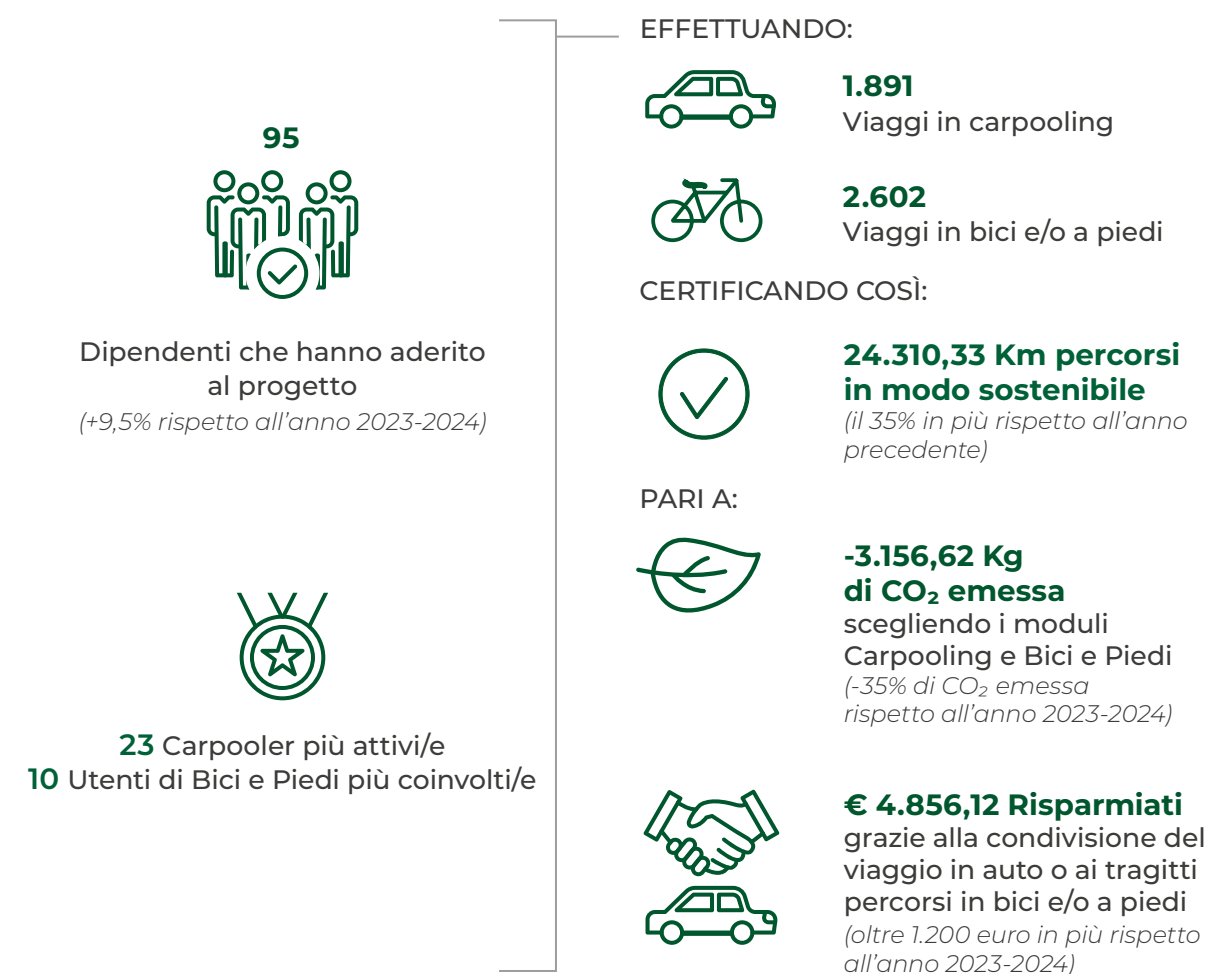 95
Dipendenti che hanno aderito
al progetto
(+9,5% rispetto all’anno 2023-2024)
23 Carpooler più attivi/e
10 Utenti di Bici e Piedi più coinvolti/e
EFFETTUANDO:
1.891
Viaggi in carpooling
2.602
Viaggi in bici e/o a piedi
CERTIFICANDO COSÌ:
24.310,33 Km percorsi
in modo sostenibile
(il 35% in più rispetto all’anno
precedente)
PARI A:
-3.156,62 Kg
di CO₂ emessa
scegliendo i moduli
Carpooling e Bici e Piedi
(-35% di CO₂ emessa
rispetto all’anno 2023-2024)
€ 4.856,12 Risparmiati
grazie alla condivisione del
viaggio in auto o ai tragitti
percorsi in bici e/o a piedi
(oltre 1.200 euro in più rispetto
all’anno 2023-2024)